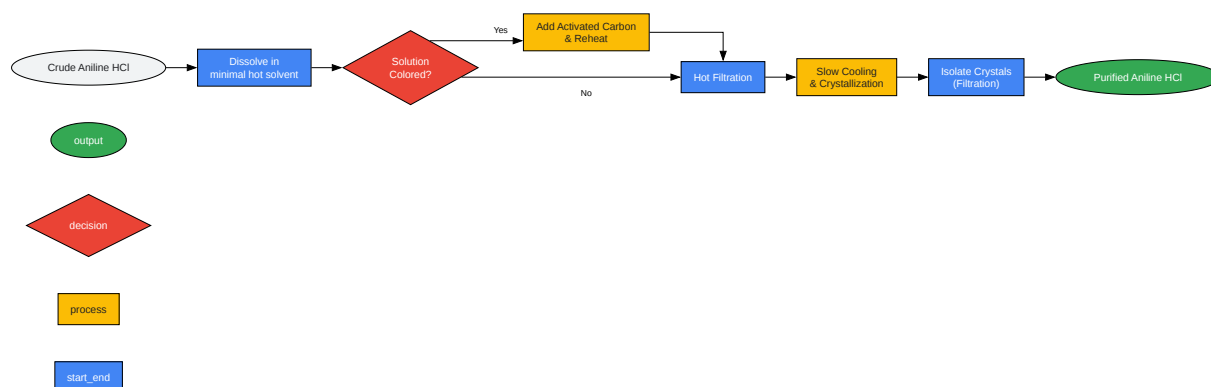 Crude Aniline HCl
Dissolve in
minimal hot solvent
Solution
Colored?
Yes
No
Add Activated Carbon
& Reheat
Hot Filtration
Slow Cooling
& Crystallization
Isolate Crystals
(Filtration)
Purified Aniline HCl
output
decision
process
start_end